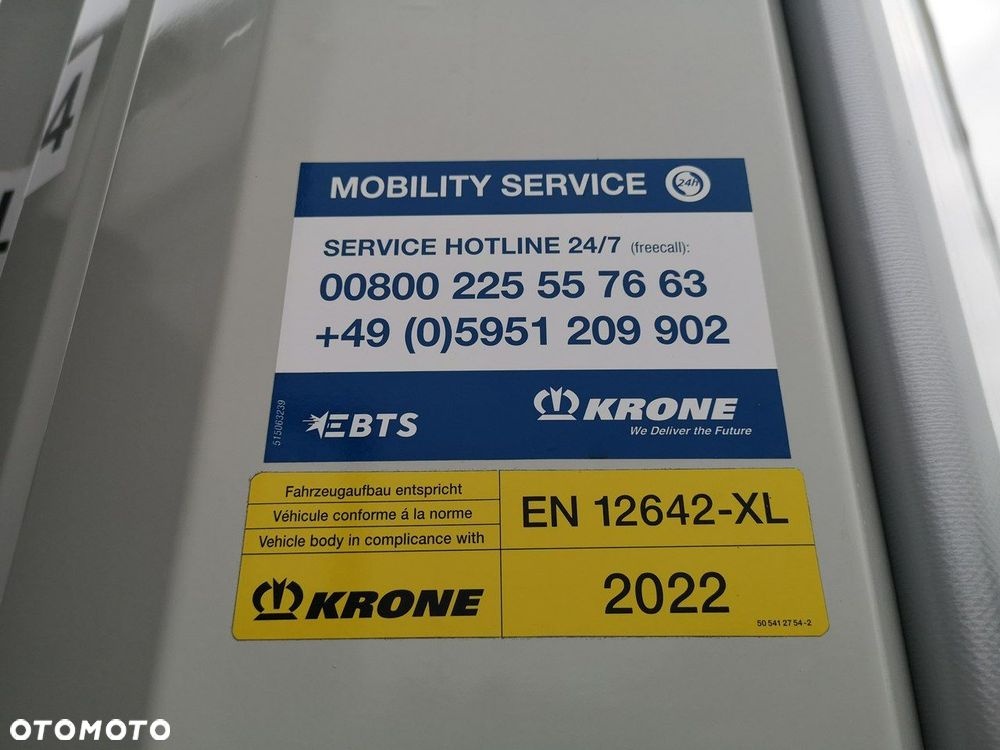 4
MOBILITY SERVICE 24h
SERVICE HOTLINE 24/7 (freecall):
00800 225 55 76 63
+49 (0)5951 209 902
515063239
EBTS
KRONE
We Deliver the Future
Fahrzeugaufbau entspricht
Véhicule conforme á la norme
Vehicle body in complicance with
EN 12642-XL
KRONE
2022
50 541 27 54 -2
OTOMOTO